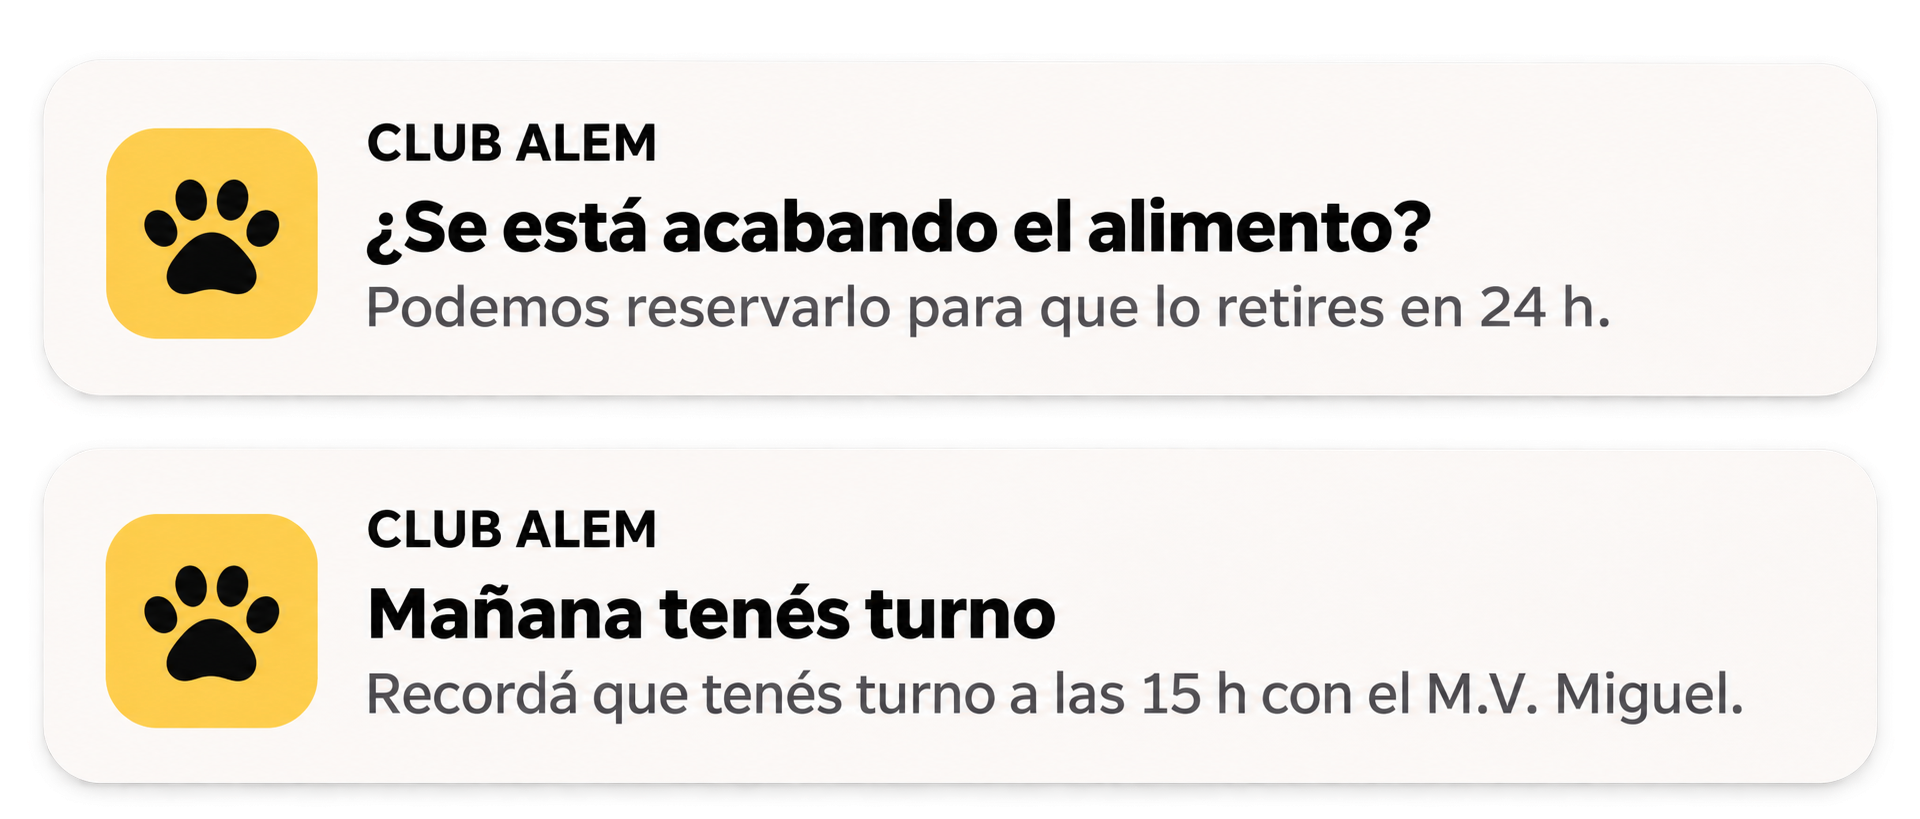 CLUB ALEM
¿Se está acabando el alimento?
Podemos reservarlo para que lo retires en 24 h.
CLUB ALEM
Mañana tenés turno
Recordá que tenés turno a las 15 h con el M.V. Miguel.